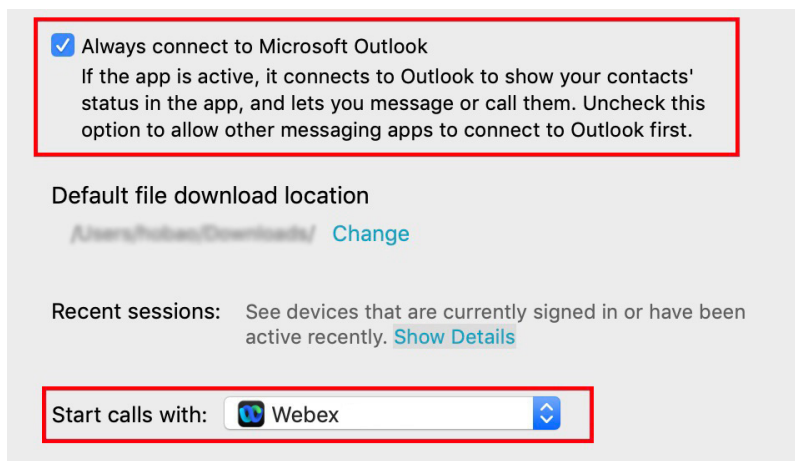 Always connect to Microsoft Outlook
If the app is active, it connects to Outlook to show your contacts'
status in the app, and lets you message or call them. Uncheck this
option to allow other messaging apps to connect to Outlook first.
Default file download location
Change
Recent sessions: See devices that are currently signed in or have been
active recently. Show Details
Start calls with: Webex